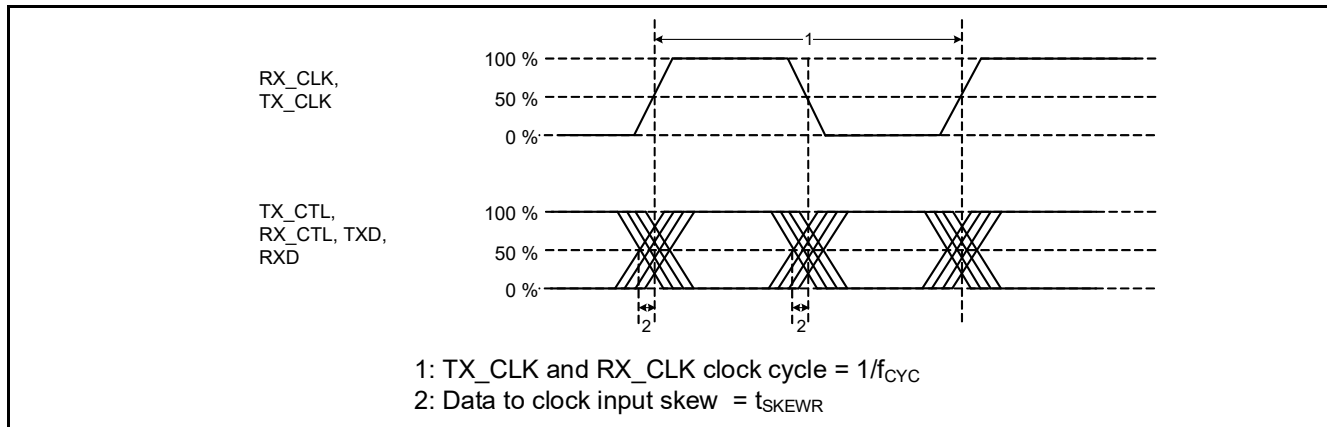 1
100 %
RX_CLK,
TX_CLK
50 %
0 %
TX_CTL,
RX_CTL, TXD,
RXD
100 %
50 %
0 %
2
2
1: TX_CLK and RX_CLK clock cycle = 1/fCYC
2: Data to clock input skew = tSKEWR